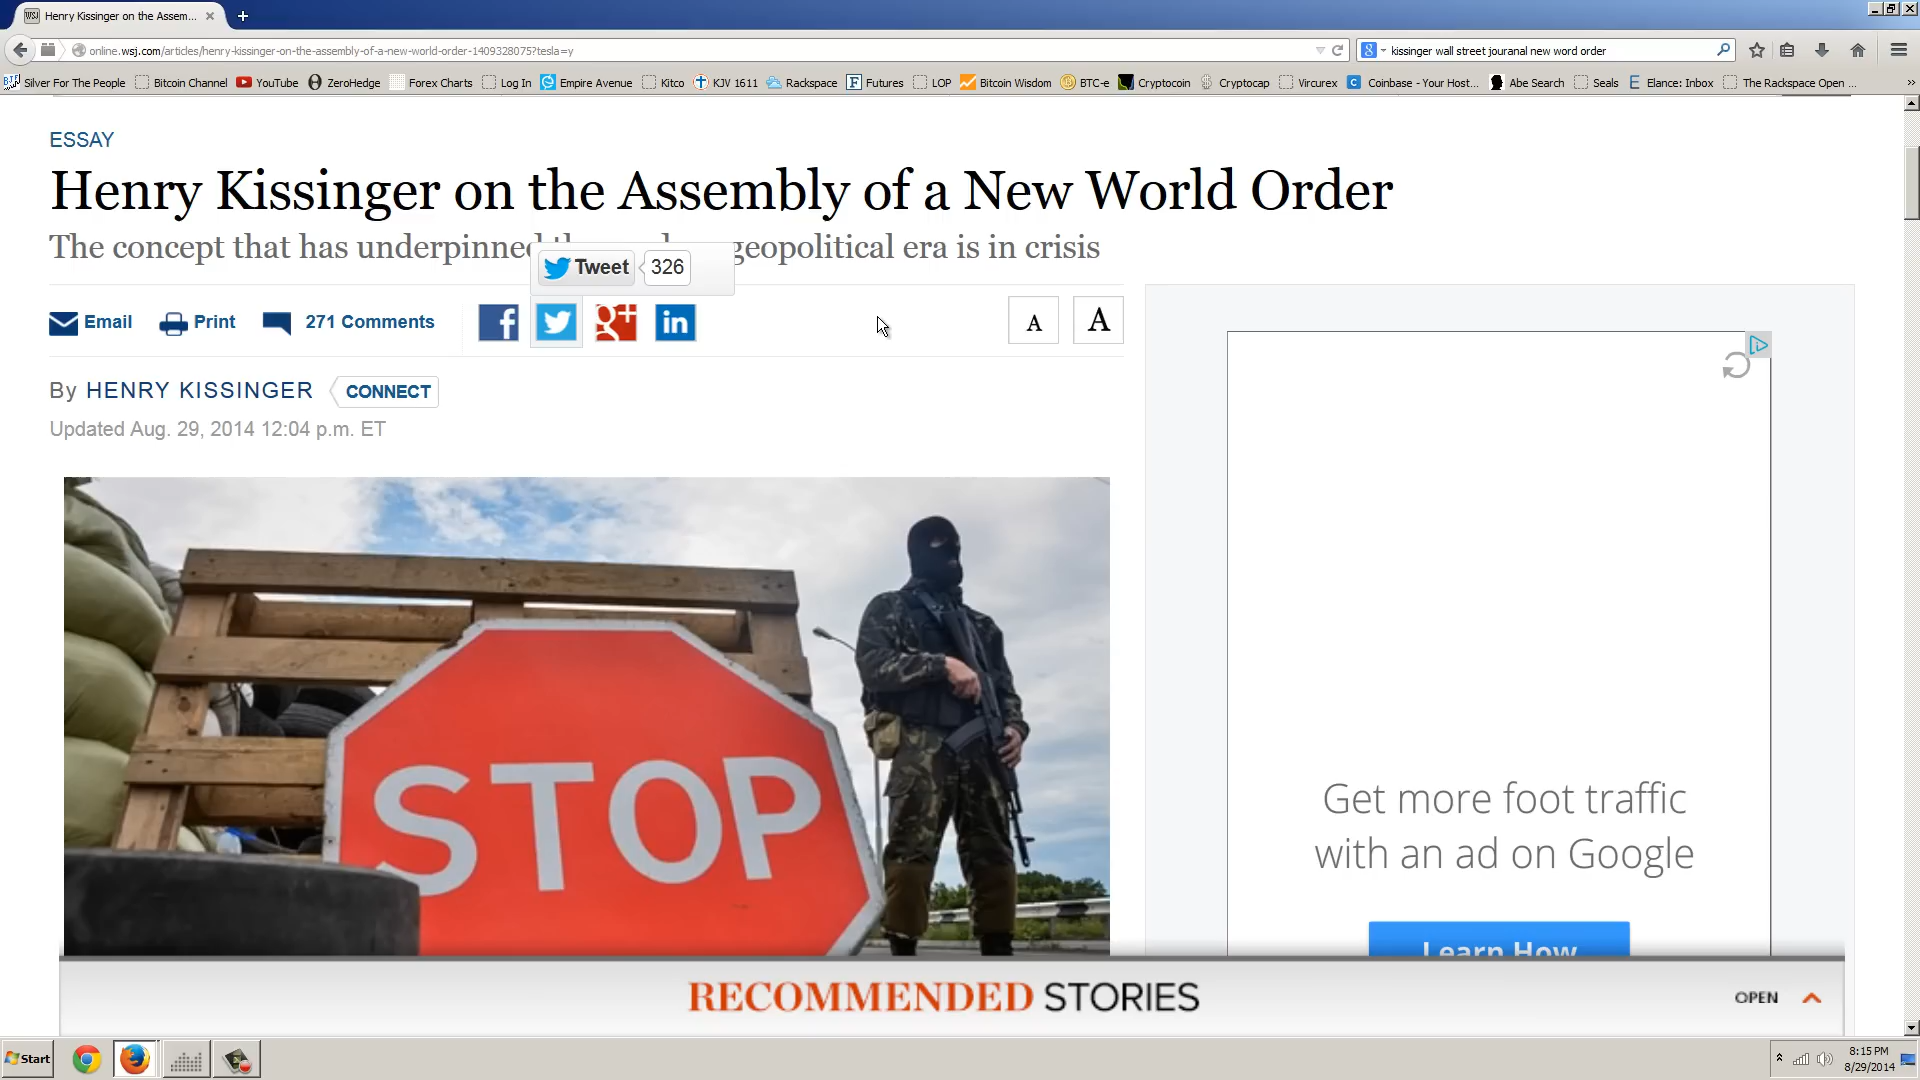 Henry Kissinger on the Assem...
online.wsj.com/articles/henry-kissinger-on-the-assembly-of-a-new-world-order-1409328075?tesla=y
kissinger wall street jouranal new word order
Silver For The People Bitcoin Channel YouTube ZeroHedge Forex Charts Log In Empire Avenue Kitco KJV 1611 Rackspace Futures LOP Bitcoin Wisdom BTC-e Cryptocoin Cryptocap Vircurex Coinbase - Your Host... Abe Search Seals Elance: Inbox The Rackspace Open ...
ESSAY
Henry Kissinger on the Assembly of a New World Order
The concept that has underpinned geopolitical era is in crisis
Tweet 326
Email Print 271 Comments A A
By HENRY KISSINGER CONNECT
Updated Aug. 29, 2014 12:04 p.m. ET
STOP
Get more foot traffic
with an ad on Google
Learn How
RECOMMENDED STORIES OPEN
Start
8:15 PM
8/29/2014